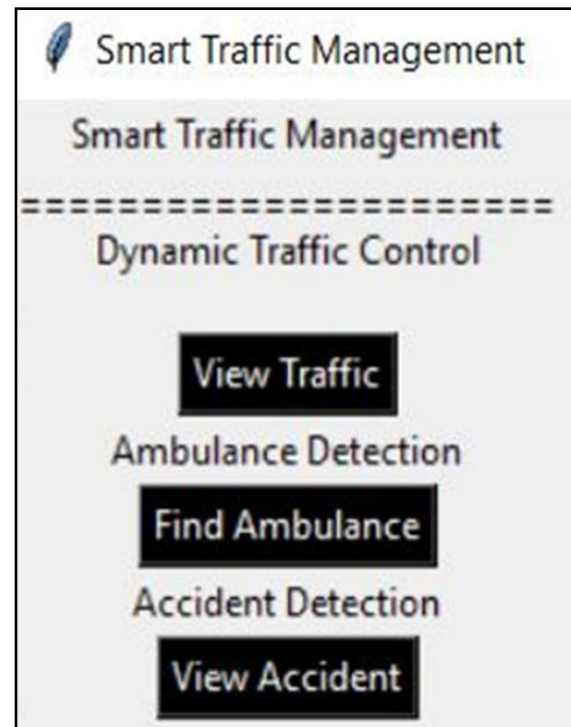 Smart Traffic Management
Smart Traffic Management
======================
Dynamic Traffic Control
View Traffic
Ambulance Detection
Find Ambulance
Accident Detection
View Accident